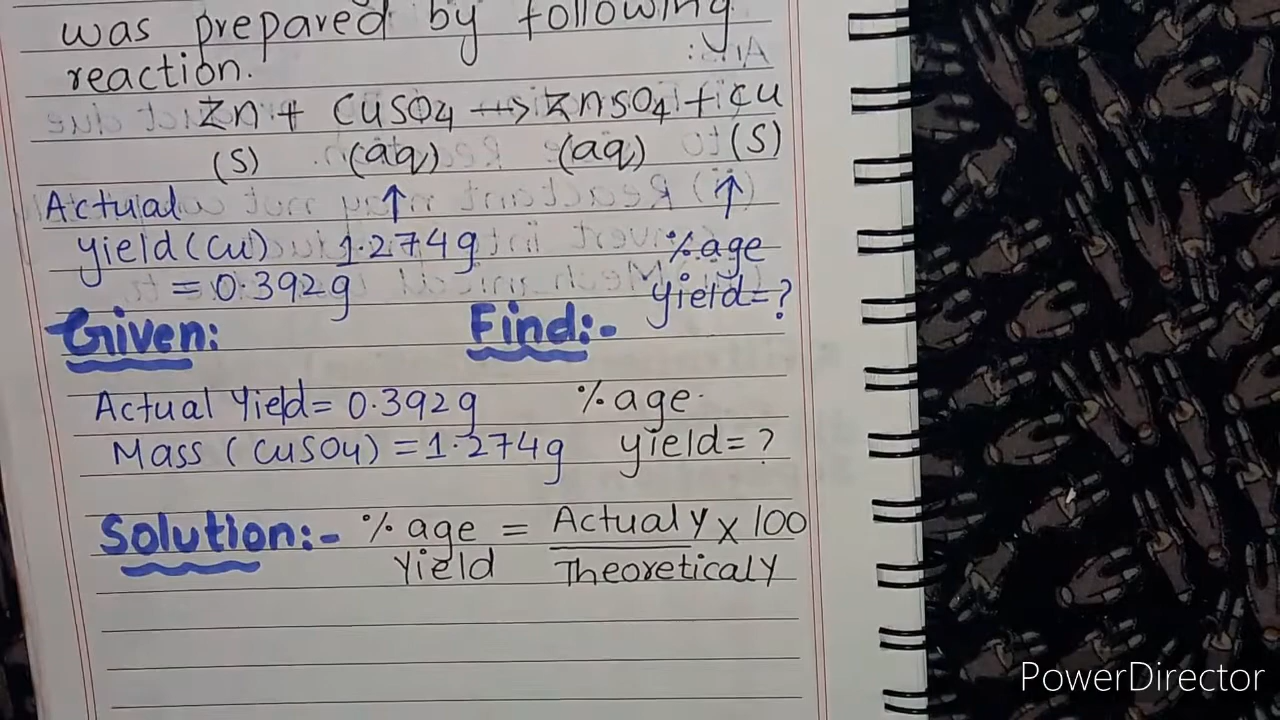 was prepared by following
reaction.
Zn + CuSO4 → ZnSO4 + Cu
(S) (aq) (aq) (S)
Actual ↑ ↑
yield (Cu) 1.274g %age
= 0.392g yield=?
Given: Find:-
Actual Yield= 0.392g %age.
Mass (CuSO4) = 1.274g yield=?
Solution:- %age = Actual Y x 100
Yield Theoretical Y
PowerDirector